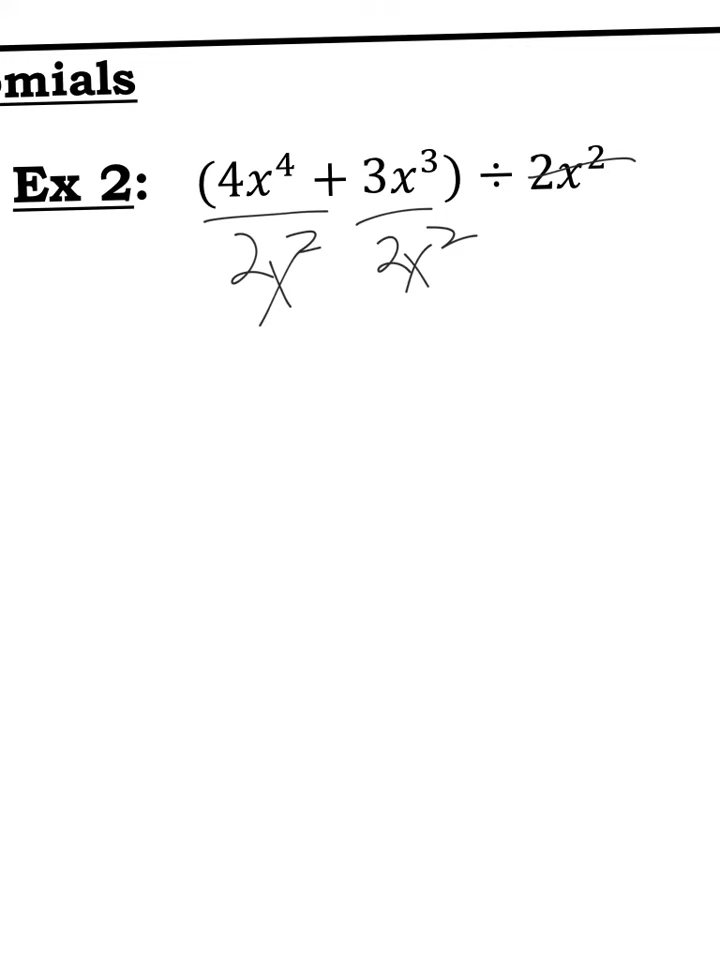 omials
Ex 2: (4x⁴ + 3x³) ÷ 2x²
2x² 2x²